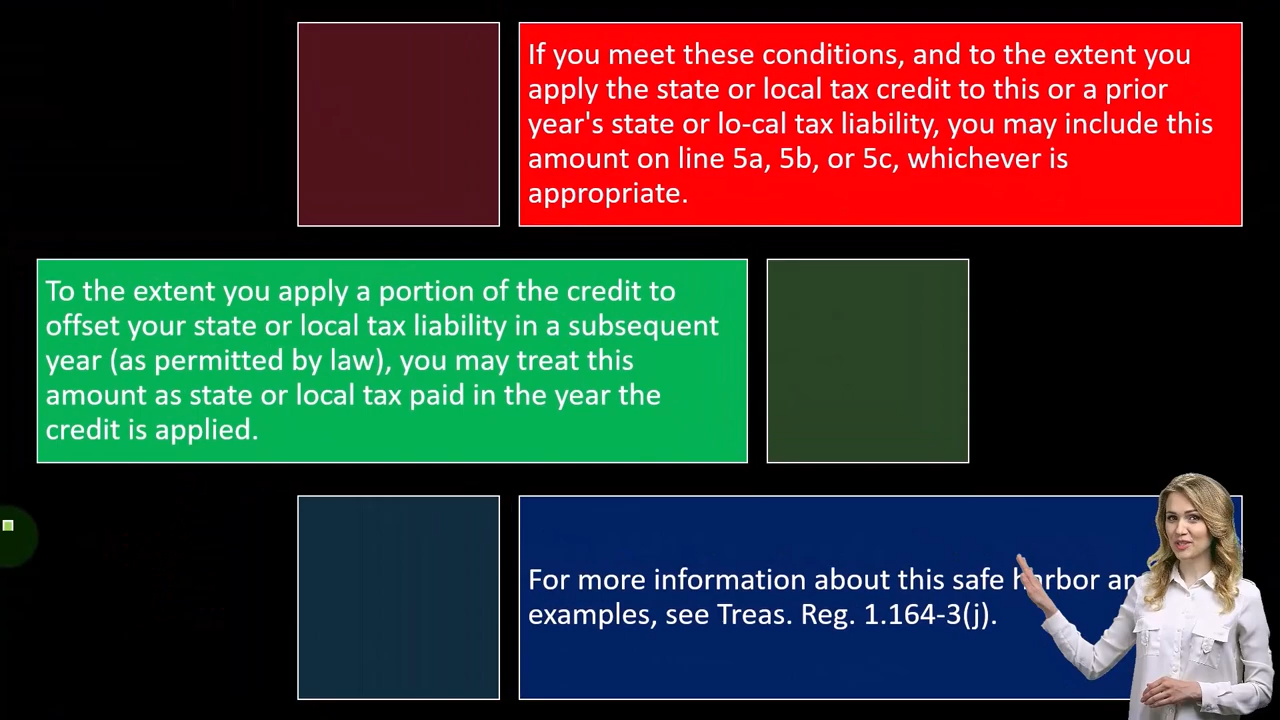 If you meet these conditions, and to the extent you
apply the state or local tax credit to this or a prior
year's state or lo-cal tax liability, you may include this
amount on line 5a, 5b, or 5c, whichever is
appropriate.
To the extent you apply a portion of the credit to
offset your state or local tax liability in a subsequent
year (as permitted by law), you may treat this
amount as state or local tax paid in the year the
credit is applied.
For more information about this safe harbor
examples, see Treas. Reg. 1.164-3(j).